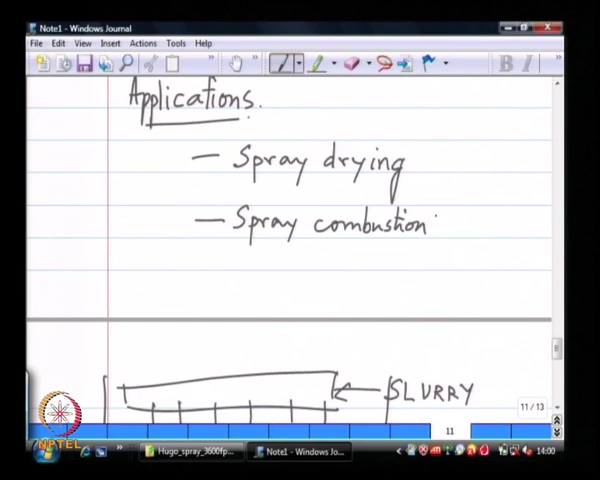 Note1 - Windows Journal
File Edit View Insert Actions Tools Help
B I
Applications.
— Spray drying
— Spray combustion
SLURRY
11/13
11
NPTEL
Hugo_spray_3600fp...
Note1 - Windows Jo...
14:00